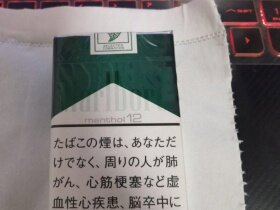 Marlboro
menthol 12
たばこの煙は、あなただ
けでなく、周りの人が肺
がん、心筋梗塞など虚
血性心疾患、脳卒中に